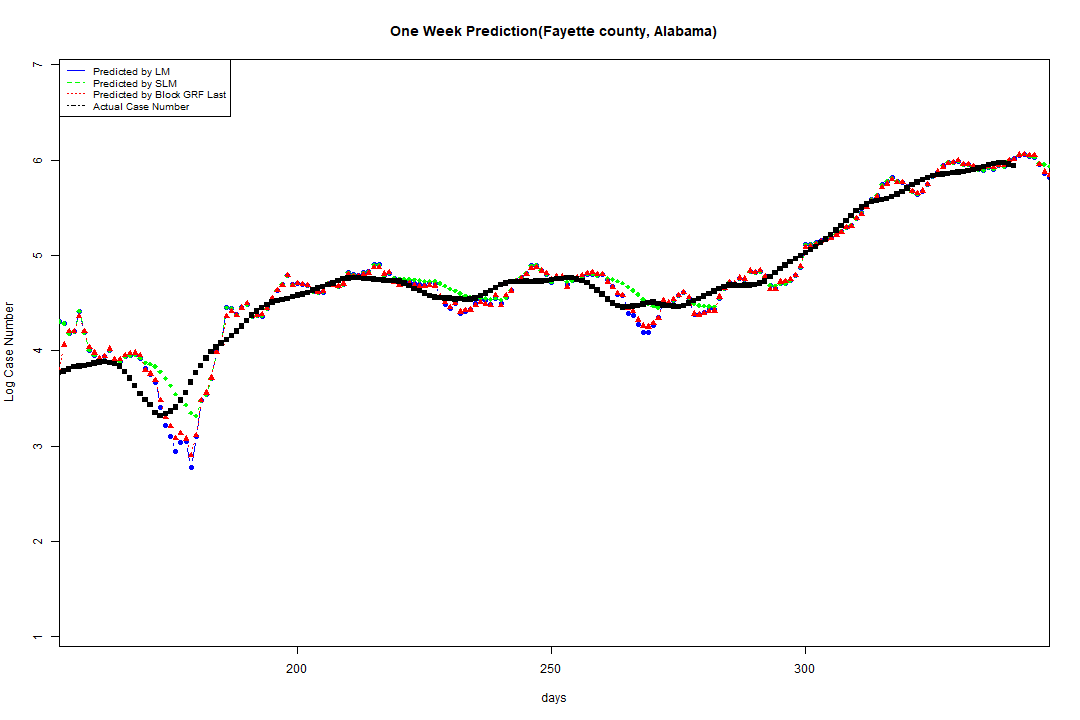 One Week Prediction(Fayette county, Alabama)
Predicted by LM
Predicted by SLM
Predicted by Block GRF Last
Actual Case Number
7
6
5
4
3
2
1
Log Case Number
200
250
300
days